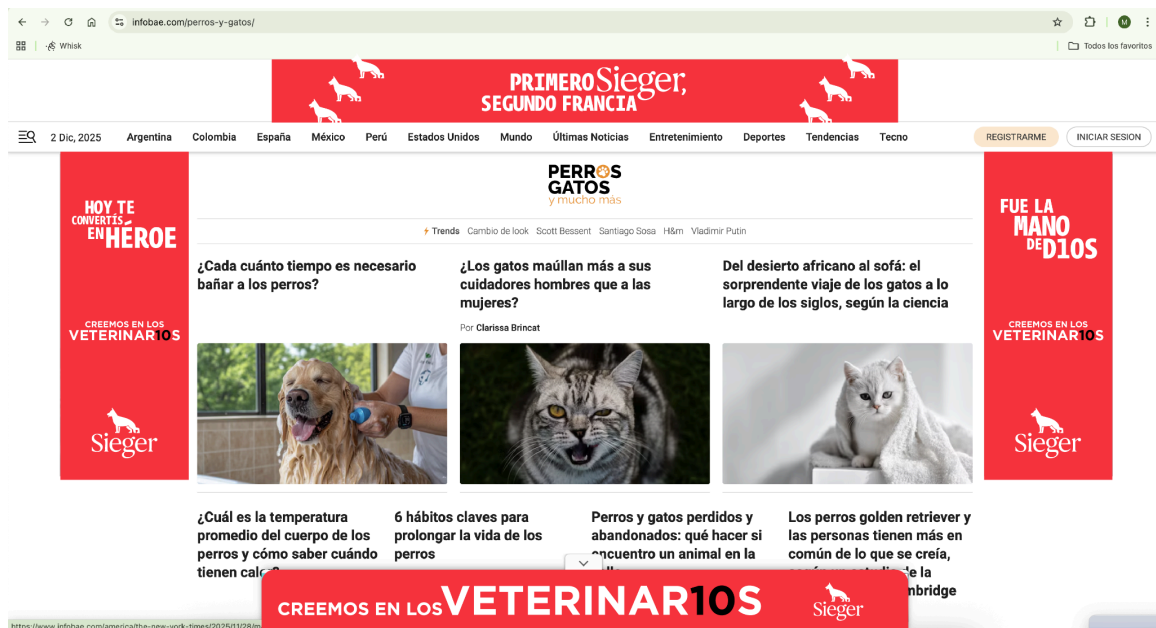 infobae.com/perros-y-gatos/
M
Whisk
Todos los favoritos
PRIMERO Sieger,
SEGUNDO FRANCIA
2 Dic, 2025 Argentina Colombia España México Perú Estados Unidos Mundo Últimas Noticias Entretenimiento Deportes Tendencias Tecno REGISTRARME INICIAR SESION
HOY TE
CONVERTÍS
EN HÉROE
CREEMOS EN LOS
VETERINAR10S
Sieger
PERROS
GATOS
y mucho más
Trends Cambio de look Scott Bessent Santiago Sosa H&m Vladimir Putin
¿Cada cuánto tiempo es necesario
bañar a los perros?
¿Los gatos maúllan más a sus
cuidadores hombres que a las
mujeres?
Por Clarissa Brincat
Del desierto africano al sofá: el
sorprendente viaje de los gatos a lo
largo de los siglos, según la ciencia
FUE LA
MANO
DE D10S
CREEMOS EN LOS
VETERINAR10S
Sieger
¿Cuál es la temperatura
promedio del cuerpo de los
perros y cómo saber cuándo
tienen
6 hábitos claves para
prolongar la vida de los
perros
Perros y gatos perdidos y
abandonados: qué hacer si
encuentro un animal en la
Los perros golden retriever y
las personas tienen más en
común de lo que se creía,
de la
CREEMOS EN LOS VETERINAR10S Sieger